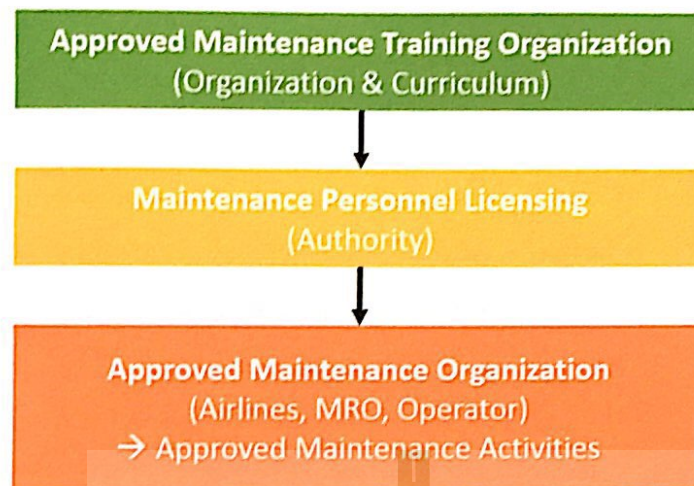 Approved Maintenance Training Organization
(Organization & Curriculum)
Maintenance Personnel Licensing
(Authority)
Approved Maintenance Organization
(Airlines, MRO, Operator)
→ Approved Maintenance Activities